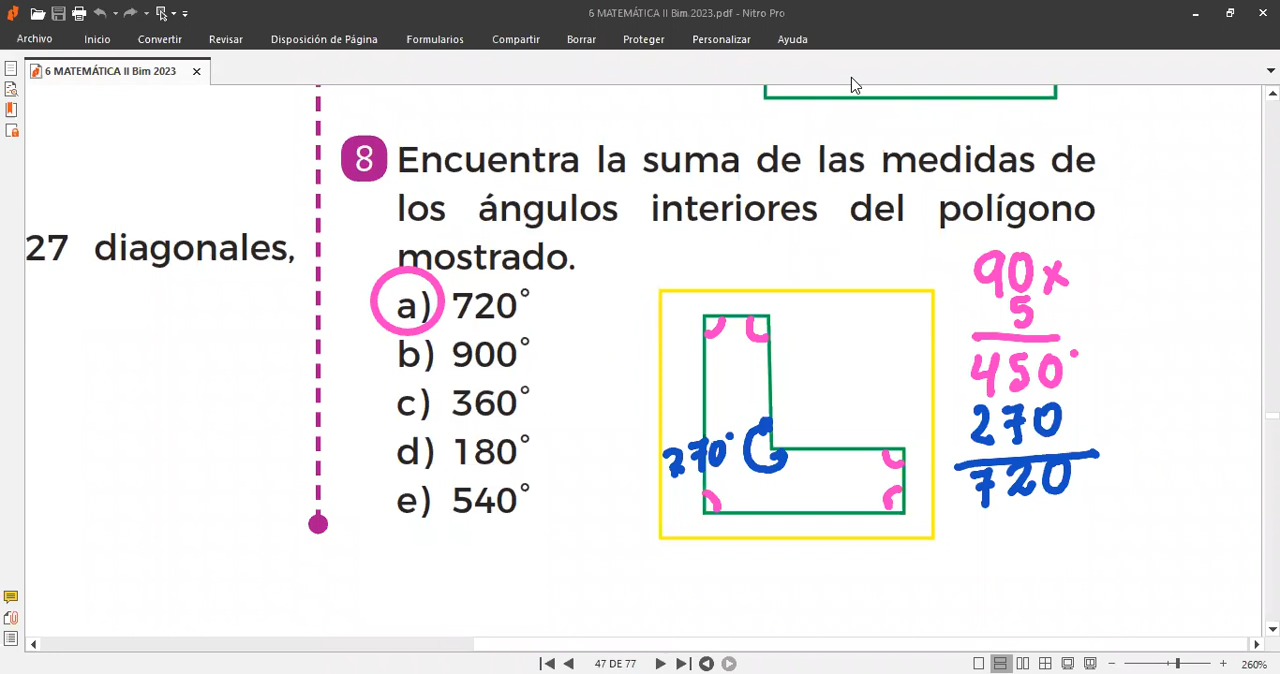 6 MATEMÁTICA II Bim 2023.pdf - Nitro Pro
Archivo Inicio Convertir Revisar Disposición de Página Formularios Compartir Borrar Proteger Personalizar Ayuda
6 MATEMÁTICA II Bim 2023
27 diagonales,
8 Encuentra la suma de las medidas de
los ángulos interiores del polígono
mostrado.
a) 720°
b) 900°
c) 360°
d) 180°
e) 540°
270°
90x
5
450°
270
720
47 DE 77
260%